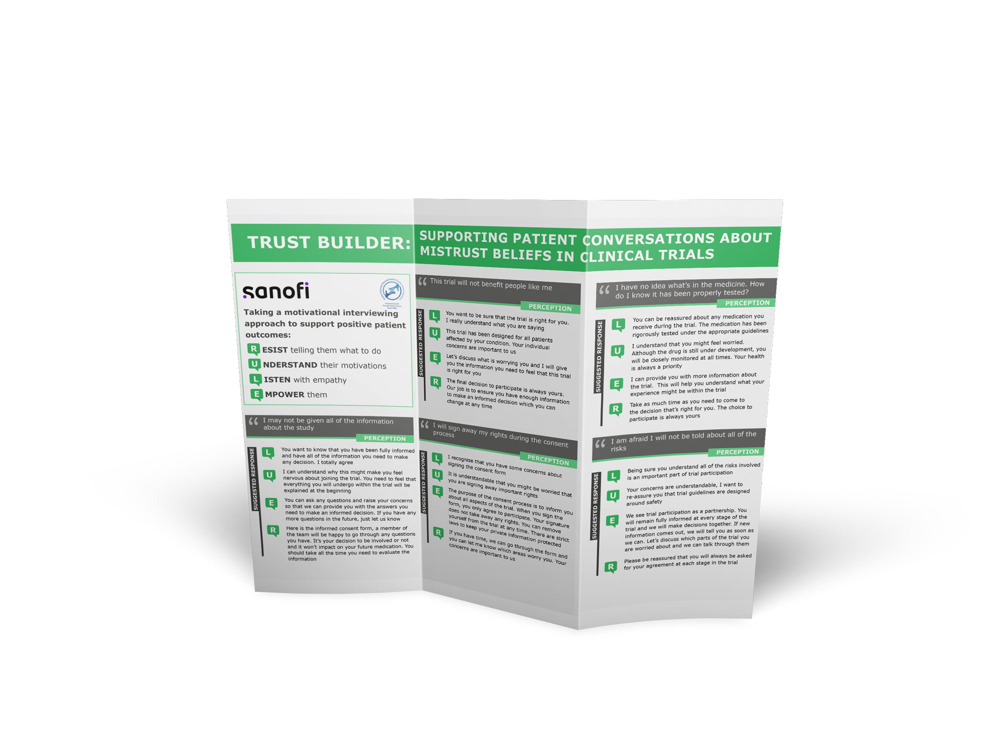 TRUST BUILDER:
SUPPORTING PATIENT CONVERSATIONS ABOUT
MISTRUST BELIEFS IN CLINICAL TRIALS
sanofi
Taking a motivational interviewing
approach to support positive patient
outcomes:
RESIST telling them what to do
UNDERSTAND their motivations
LISTEN with empathy
EMPOWER them
“ I may not be given all of the information
about the study
PERCEPTION
SUGGESTED RESPONSE
L You want to know that you have been fully informed
and have all of the information you need to make
any decision. I totally agree
U I can understand why this might make you feel
nervous about joining the trial. You need to feel that
everything you will undergo within the trial will be
explained at the beginning
E You can ask any questions and raise your concerns
so that we can provide you with the answers you
need to make an informed decision. If you have any
more questions in the future, just let us know
R Here is the informed consent form, a member of
the team will be happy to go through any questions
you have. It's your decision to be involved or not
and it won't impact on your future medication. You
should take all the time you need to evaluate the
information
“ This trial will not benefit people like me
PERCEPTION
SUGGESTED RESPONSE
L You want to be sure that the trial is right for you.
I really understand what you are saying
U This trial has been designed for all patients
affected by your condition. Your individual
concerns are important to us
E Let's discuss what is worrying you and I will give
you the information you need to feel that this trial
is right for you
R The final decision to participate is always yours.
Our job is to ensure you have enough information
to make an informed decision which you can
change at any time
“ I will sign away my rights during the consent
process
PERCEPTION
SUGGESTED RESPONSE
L I recognise that you have some concerns about
signing the consent form
U It is understandable that you might be worried that
you are signing away important rights
E The purpose of the consent process is to inform you
about all aspects of the trial. When you sign the
form, you only agree to participate. Your signature
does not take away any rights. You can remove
yourself from the trial at any time. There are strict
laws to keep your private information protected
R If you have time, we can go through the form and
you can let me know which areas worry you. Your
concerns are important to us
“ I have no idea what's in the medicine. How
do I know it has been properly tested?
PERCEPTION
SUGGESTED RESPONSE
L You can be reassured about any medication you
receive during the trial. The medication has been
rigorously tested under the appropriate guidelines
U I understand that you might feel worried.
Although the drug is still under development, you
will be closely monitored at all times. Your health
is always a priority
E I can provide you with more information about
the trial. This will help you understand what your
experience might be within the trial
R Take as much time as you need to come to
the decision that's right for you. The choice to
participate is always yours
“ I am afraid I will not be told about all of the
risks
PERCEPTION
SUGGESTED RESPONSE
L Being sure you understand all of the risks involved
is an important part of trial participation
U Your concerns are understandable, I want to
re-assure you that trial guidelines are designed
around safety
E We see trial participation as a partnership. You
will remain fully informed at every stage of the
trial and we will make decisions together. If new
information comes out, we will tell you as soon as
we can. Let's discuss which parts of the trial you
are worried about and we can talk through them
R Please be reassured that you will always be asked
for your agreement at each stage in the trial